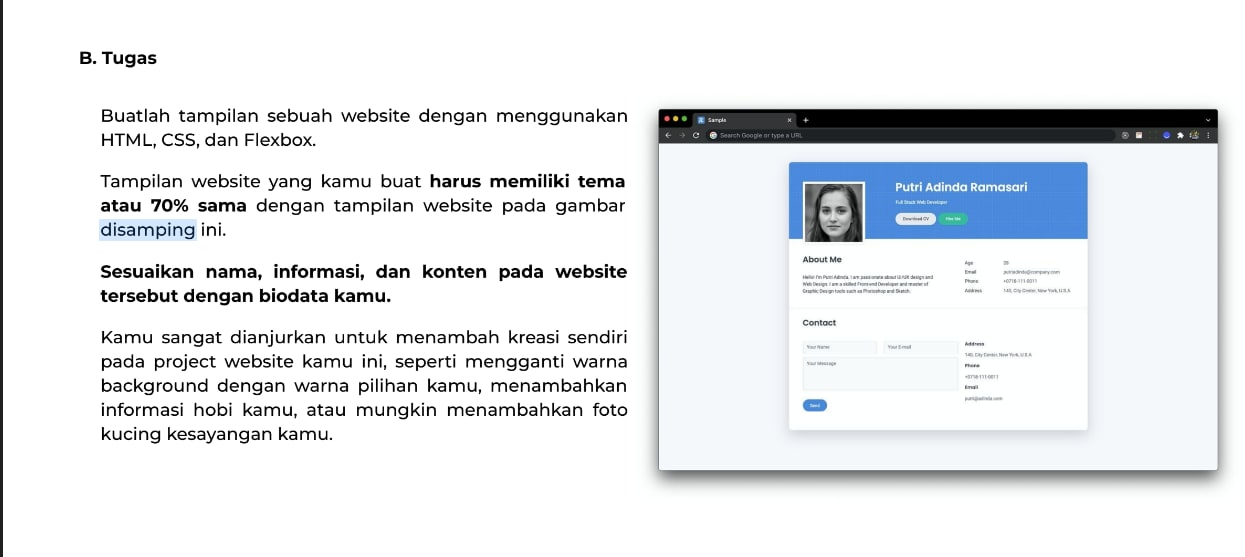 B. Tugas
Buatlah tampilan sebuah website dengan menggunakan
HTML, CSS, dan Flexbox.
Tampilan website yang kamu buat harus memiliki tema
atau 70% sama dengan tampilan website pada gambar
disamping ini.
Sesuaikan nama, informasi, dan konten pada website
tersebut dengan biodata kamu.
Kamu sangat dianjurkan untuk menambah kreasi sendiri
pada project website kamu ini, seperti mengganti warna
background dengan warna pilihan kamu, menambahkan
informasi hobi kamu, atau mungkin menambahkan foto
kucing kesayangan kamu.
Sample
Search Google or type a URL
Putri Adinda Ramasari
Full Stack Web Developer
Download CV Hire Me
About Me
Hello! I'm Putri Adinda. I am passionate about UI/UX design and
Web Design. I am a skilled Front-end Developer and master of
Graphic Design tools such as Photoshop and Sketch.
Age 28
Email putriadinda@company.com
Phone +0718-111-0011
Address 140, City Center, New York, U.S.A
Contact
Your Name Your E-mail
Your Message
Send
Address
140, City Center, New York, U.S.A
Phone
+0718-111-0011
Email
putri@adinda.com